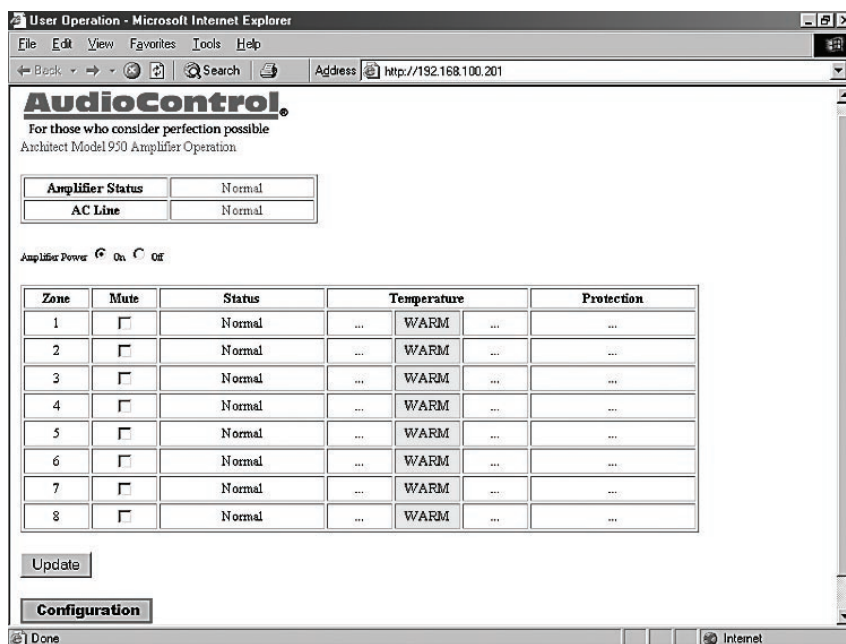 User Operation - Microsoft Internet Explorer
File Edit View Favorites Tools Help
Back Search Address http://192.168.100.201
AudioControl®
For those who consider perfection possible
Architect Model 950 Amplifier Operation
Amplifier Status Normal
AC Line Normal
Amplifier Power On Off
Zone Mute Status Temperature Protection
1 Normal ... WARM ... ...
2 Normal ... WARM ... ...
3 Normal ... WARM ... ...
4 Normal ... WARM ... ...
5 Normal ... WARM ... ...
6 Normal ... WARM ... ...
7 Normal ... WARM ... ...
8 Normal ... WARM ... ...
Update
Configuration
Done Internet